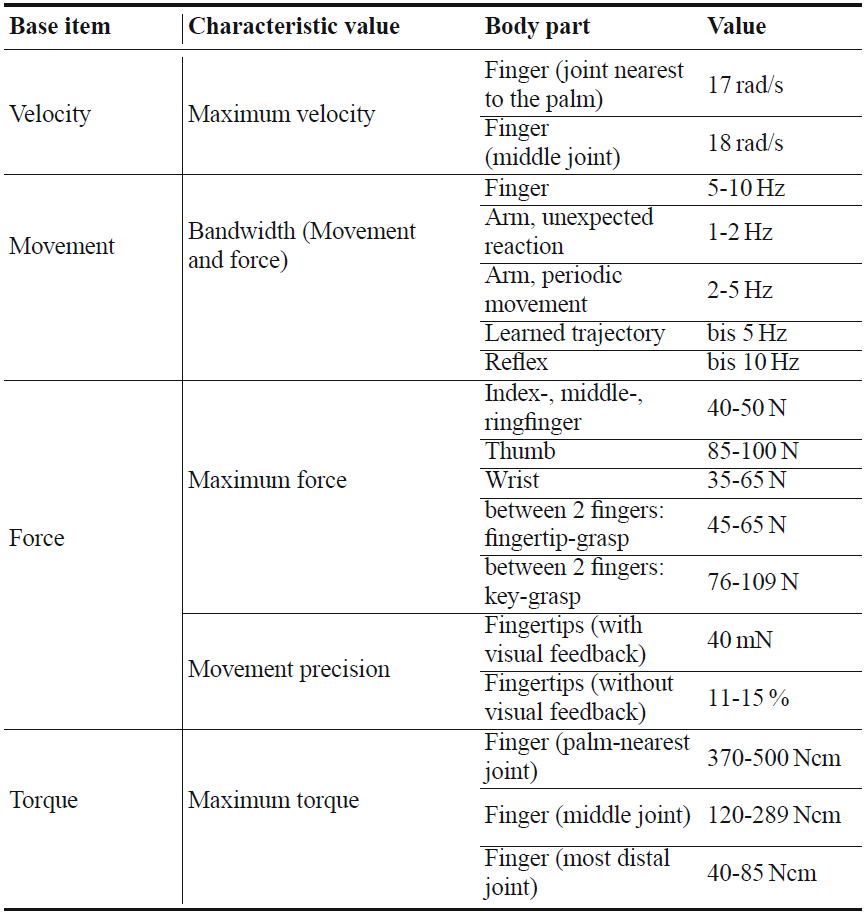 Base item Characteristic value Body part Value
Velocity Maximum velocity
Finger (joint nearest
to the palm) 17 rad/s
Finger
(middle joint) 18 rad/s
Movement Bandwidth (Movement
and force)
Finger 5-10 Hz
Arm, unexpected
reaction 1-2 Hz
Arm, periodic
movement 2-5 Hz
Learned trajectory bis 5 Hz
Reflex bis 10 Hz
Force Maximum force
Index-, middle-,
ringfinger 40-50 N
Thumb 85-100 N
Wrist 35-65 N
between 2 fingers:
fingertip-grasp 45-65 N
between 2 fingers:
key-grasp 76-109 N
Movement precision
Fingertips (with
visual feedback) 40 mN
Fingertips (without
visual feedback) 11-15 %
Torque Maximum torque
Finger (palm-nearest
joint) 370-500 Ncm
Finger (middle joint) 120-289 Ncm
Finger (most distal
joint) 40-85 Ncm